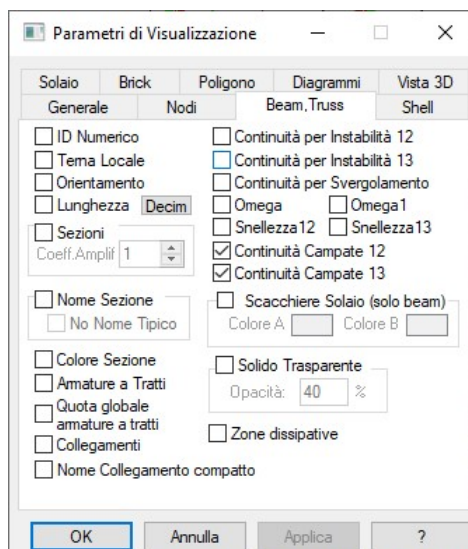 Parametri di Visualizzazione
Solaio Brick Poligono Diagrammi Vista 3D
Generale Nodi Beam,Truss Shell
ID Numerico Continuità per Instabilità 12
Terna Locale Continuità per Instabilità 13
Orientamento Continuità per Svergolamento
Lunghezza Decim Omega Omega1
Sezioni Snellezza12 Snellezza13
Coeff.Amplif 1 Continuità Campate 12
Continuità Campate 13
Nome Sezione Scacchiere Solaio (solo beam)
No Nome Tipico Colore A Colore B
Colore Sezione Solido Trasparente
Armature a Tratti Opacità: 40 %
Quota globale
armature a tratti Zone dissipative
Collegamenti
Nome Collegamento compatto
OK Annulla Applica ?